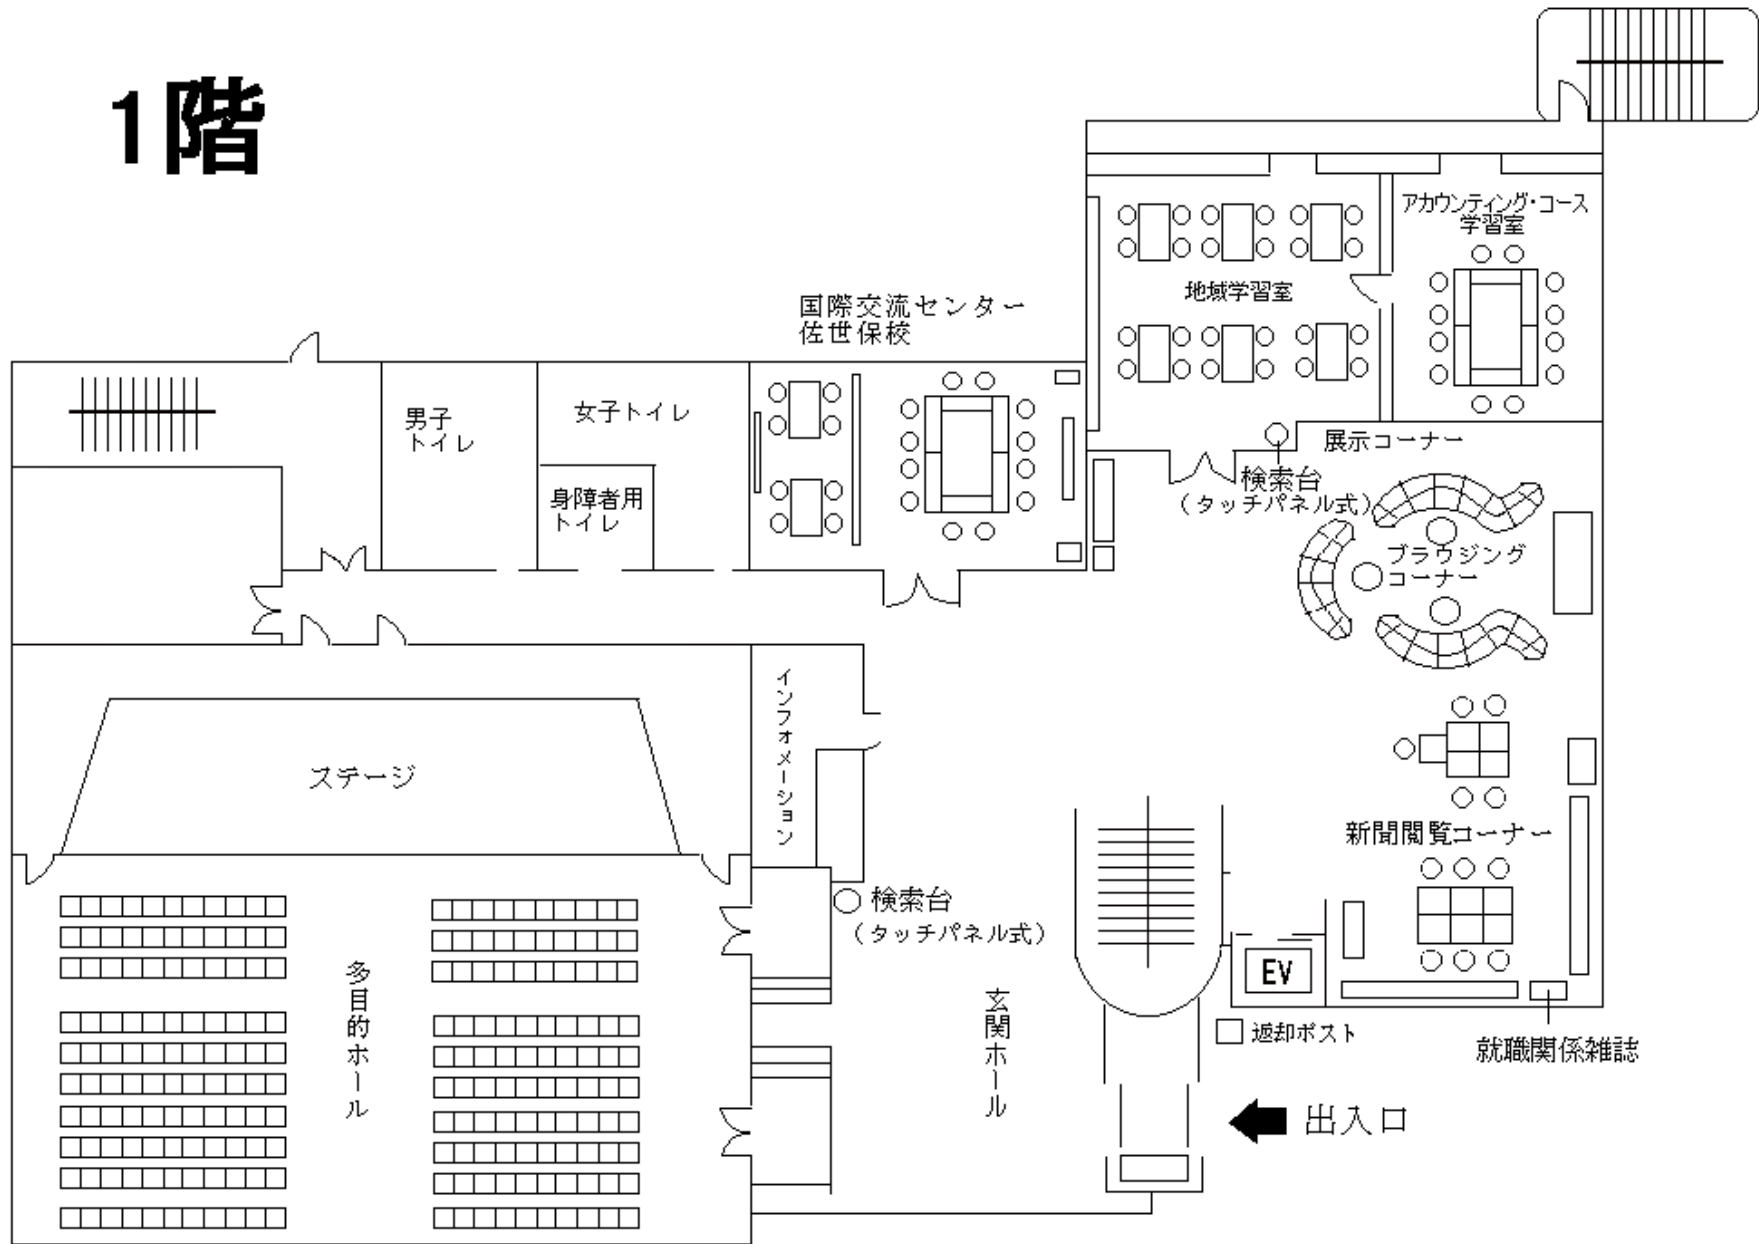 1階
アカウンティング・コース
学習室
地域学習室
国際交流センター
佐世保校
男子
トイレ
女子トイレ
身障者用
トイレ
展示コーナー
検索台
(タッチパネル式)
ブラウジング
コーナー
インフォメーション
ステージ
新聞閲覧コーナー
検索台
(タッチパネル式)
多目的ホール
玄関ホール
EV
返却ポスト
就職関係雑誌
出入口